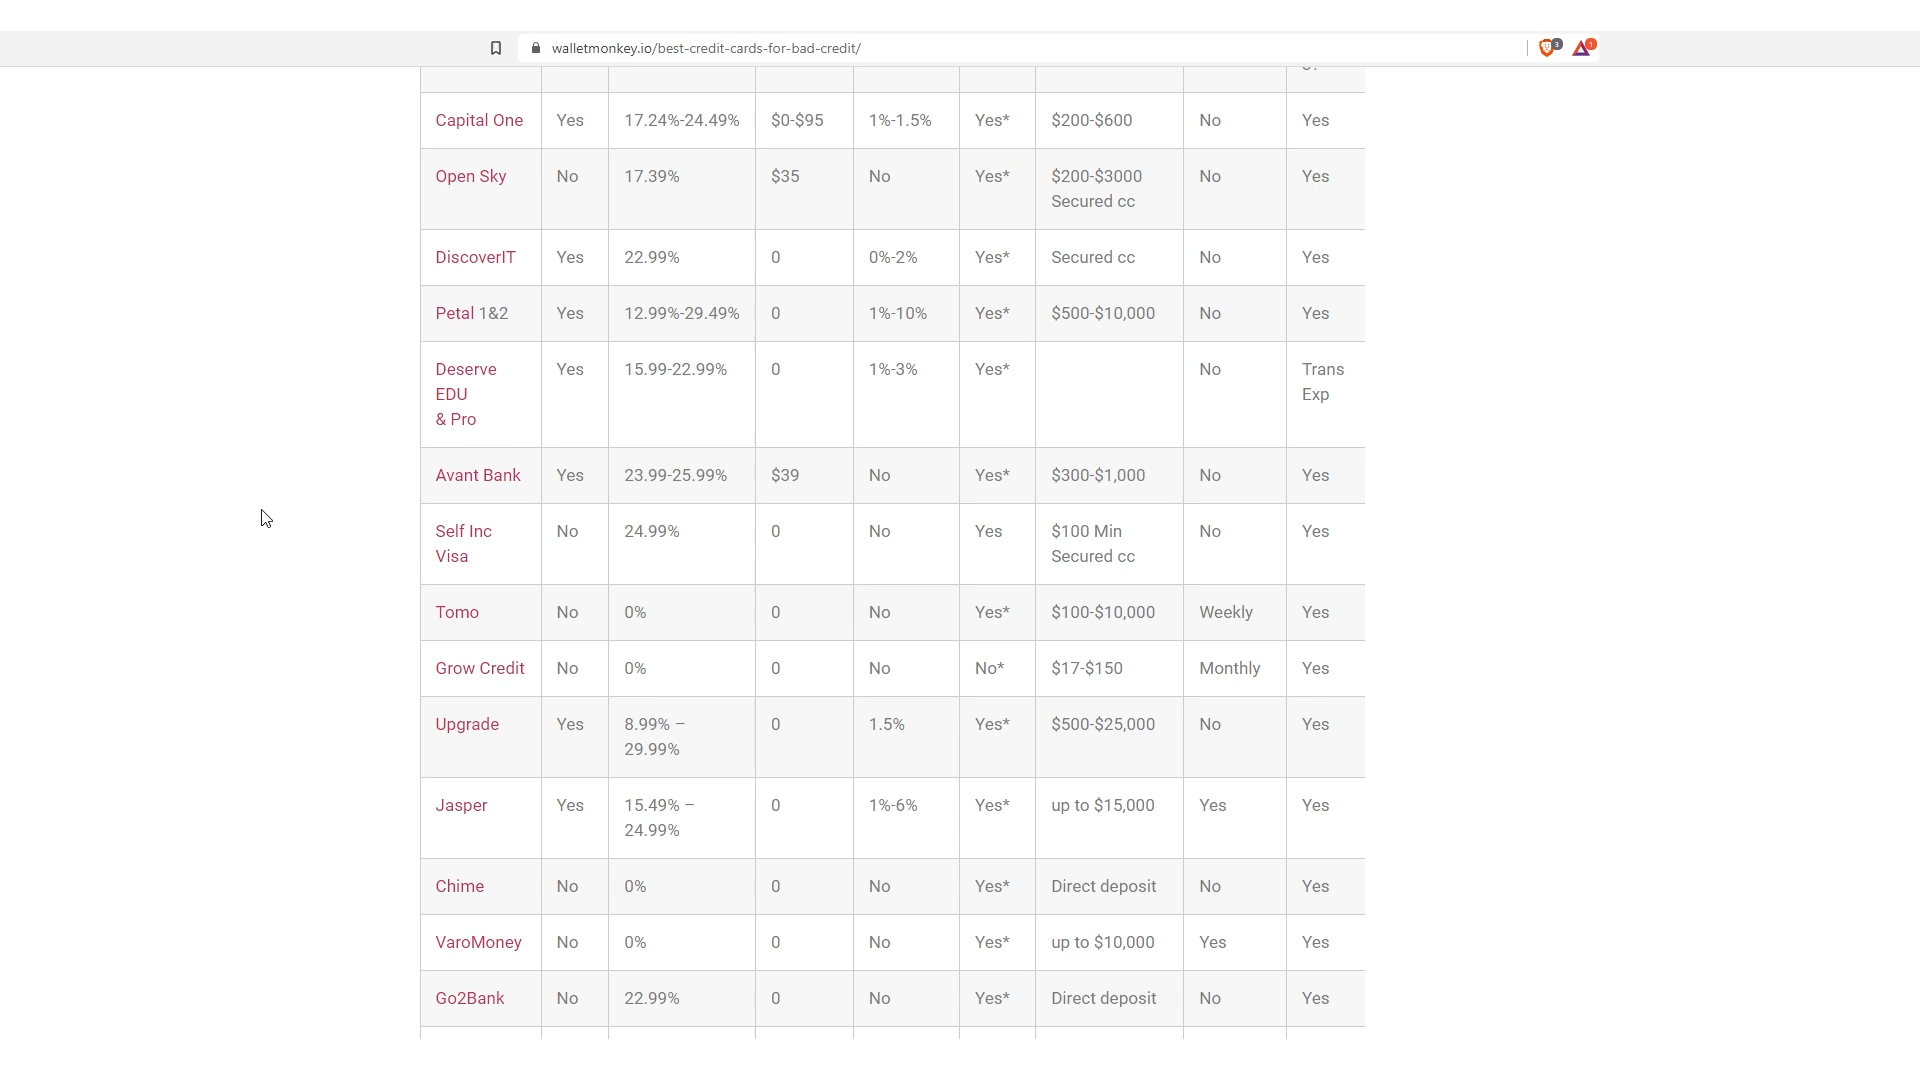 walletmonkey.io/best-credit-cards-for-bad-credit/
3
1
Capital One Yes 17.24%-24.49% $0-$95 1%-1.5% Yes* $200-$600 No Yes
Open Sky No 17.39% $35 No Yes* $200-$3000 No Yes
Secured cc
DiscoverIT Yes 22.99% 0 0%-2% Yes* Secured cc No Yes
Petal 1&2 Yes 12.99%-29.49% 0 1%-10% Yes* $500-$10,000 No Yes
Deserve Yes 15.99-22.99% 0 1%-3% Yes* No Trans
EDU Exp
& Pro
Avant Bank Yes 23.99-25.99% $39 No Yes* $300-$1,000 No Yes
Self Inc No 24.99% 0 No Yes $100 Min No Yes
Visa Secured cc
Tomo No 0% 0 No Yes* $100-$10,000 Weekly Yes
Grow Credit No 0% 0 No No* $17-$150 Monthly Yes
Upgrade Yes 8.99% – 0 1.5% Yes* $500-$25,000 No Yes
29.99%
Jasper Yes 15.49% – 0 1%-6% Yes* up to $15,000 Yes Yes
24.99%
Chime No 0% 0 No Yes* Direct deposit No Yes
VaroMoney No 0% 0 No Yes* up to $10,000 Yes Yes
Go2Bank No 22.99% 0 No Yes* Direct deposit No Yes